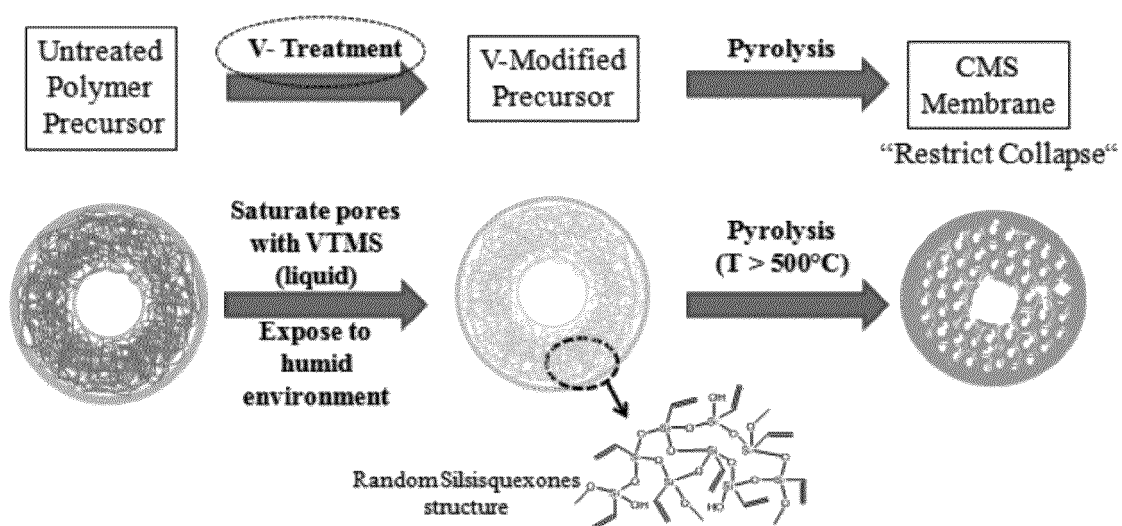 Untreated
Polymer
Precursor
V- Treatment
V-Modified
Precursor
Pyrolysis
CMS
Membrane
“Restrict Collapse“
Saturate pores
with VTMS
(liquid)
Expose to
humid
environment
Pyrolysis
(T > 500°C)
Random Silsisquexones
structure